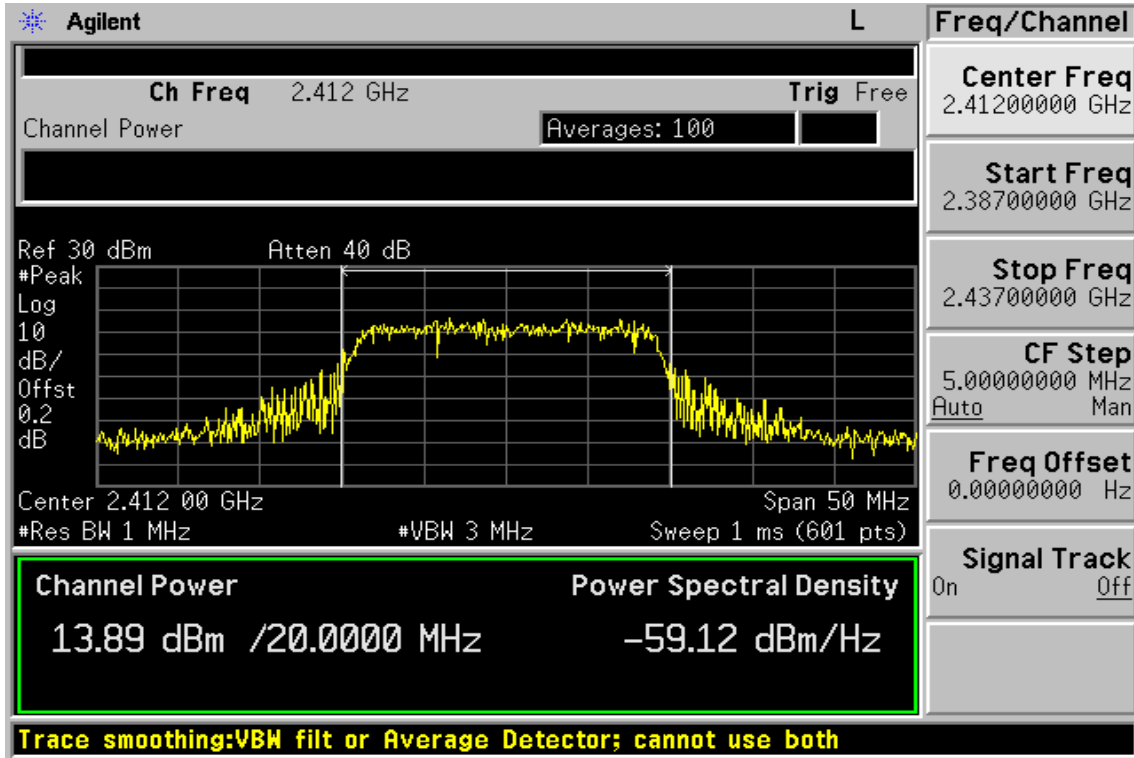 Agilent L Freq/Channel
Ch Freq 2.412 GHz Trig Free
Channel Power Averages: 100
Ref 30 dBm Atten 40 dB
#Peak
Log
10
dB/
Offst
0.2
dB
Center 2.412 00 GHz Span 50 MHz
#Res BW 1 MHz #VBW 3 MHz Sweep 1 ms (601 pts)
Channel Power Power Spectral Density
13.89 dBm /20.0000 MHz -59.12 dBm/Hz
Trace smoothing:VBW filt or Average Detector; cannot use both
Center Freq
2.41200000 GHz
Start Freq
2.38700000 GHz
Stop Freq
2.43700000 GHz
CF Step
5.00000000 MHz
Auto Man
Freq Offset
0.00000000 Hz
Signal Track
On Off